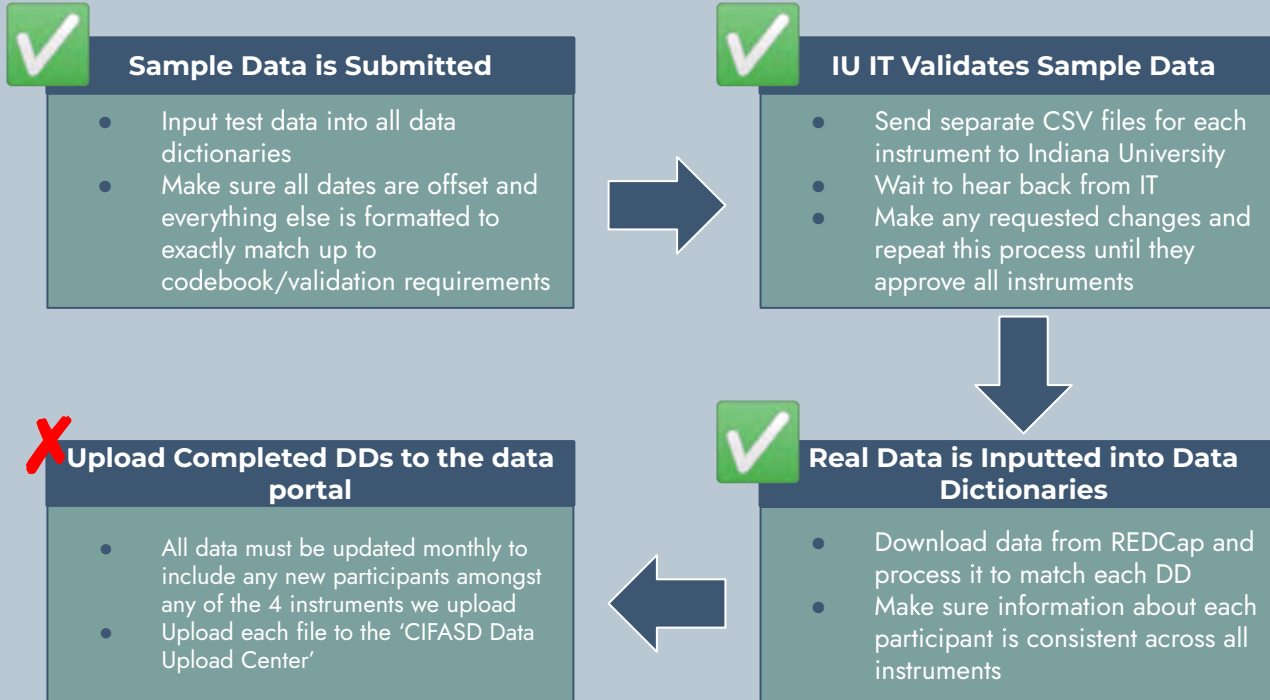 Sample Data is Submitted
● Input test data into all data
dictionaries
● Make sure all dates are offset and
everything else is formatted to
exactly match up to
codebook/validation requirements
IU IT Validates Sample Data
● Send separate CSV files for each
instrument to Indiana University
● Wait to hear back from IT
● Make any requested changes and
repeat this process until they
approve all instruments
Real Data is Inputted into Data
Dictionaries
● Download data from REDCap and
process it to match each DD
● Make sure information about each
participant is consistent across all
instruments
Upload Completed DDs to the data
portal
● All data must be updated monthly to
include any new participants amongst
any of the 4 instruments we upload
● Upload each file to the ‘CIFASD Data
Upload Center’